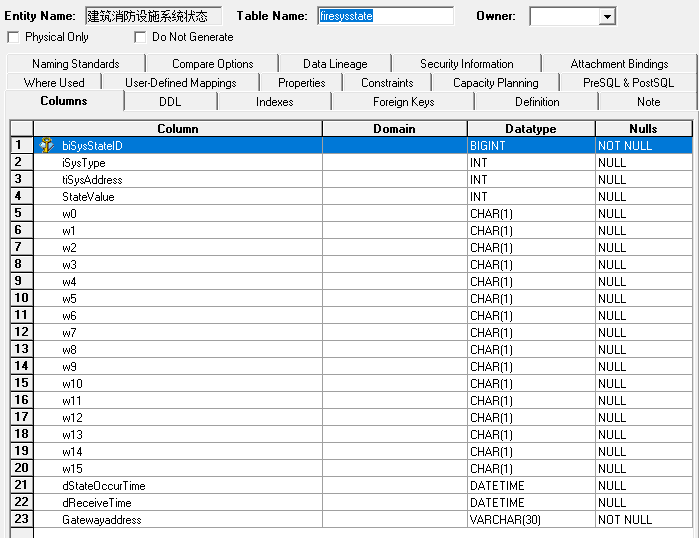 Entity Name: 建筑消防设施系统状态 Table Name: firesysstate Owner:
Physical Only Do Not Generate
Naming Standards Compare Options Data Lineage Security Information Attachment Bindings
Where Used User-Defined Mappings Properties Constraints Capacity Planning PreSQL & PostSQL
Columns DDL Indexes Foreign Keys Definition Note
Column Domain Datatype Nulls
1 biSysStateID BIGINT NOT NULL
2 iSysType INT NULL
3 tiSysAddress INT NULL
4 StateValue INT NULL
5 w0 CHAR(1) NULL
6 w1 CHAR(1) NULL
7 w2 CHAR(1) NULL
8 w3 CHAR(1) NULL
9 w4 CHAR(1) NULL
10 w5 CHAR(1) NULL
11 w6 CHAR(1) NULL
12 w7 CHAR(1) NULL
13 w8 CHAR(1) NULL
14 w9 CHAR(1) NULL
15 w10 CHAR(1) NULL
16 w11 CHAR(1) NULL
17 w12 CHAR(1) NULL
18 w13 CHAR(1) NULL
19 w14 CHAR(1) NULL
20 w15 CHAR(1) NULL
21 dStateOccurTime DATETIME NULL
22 dReceiveTime DATETIME NULL
23 Gatewayaddress VARCHAR(30) NOT NULL